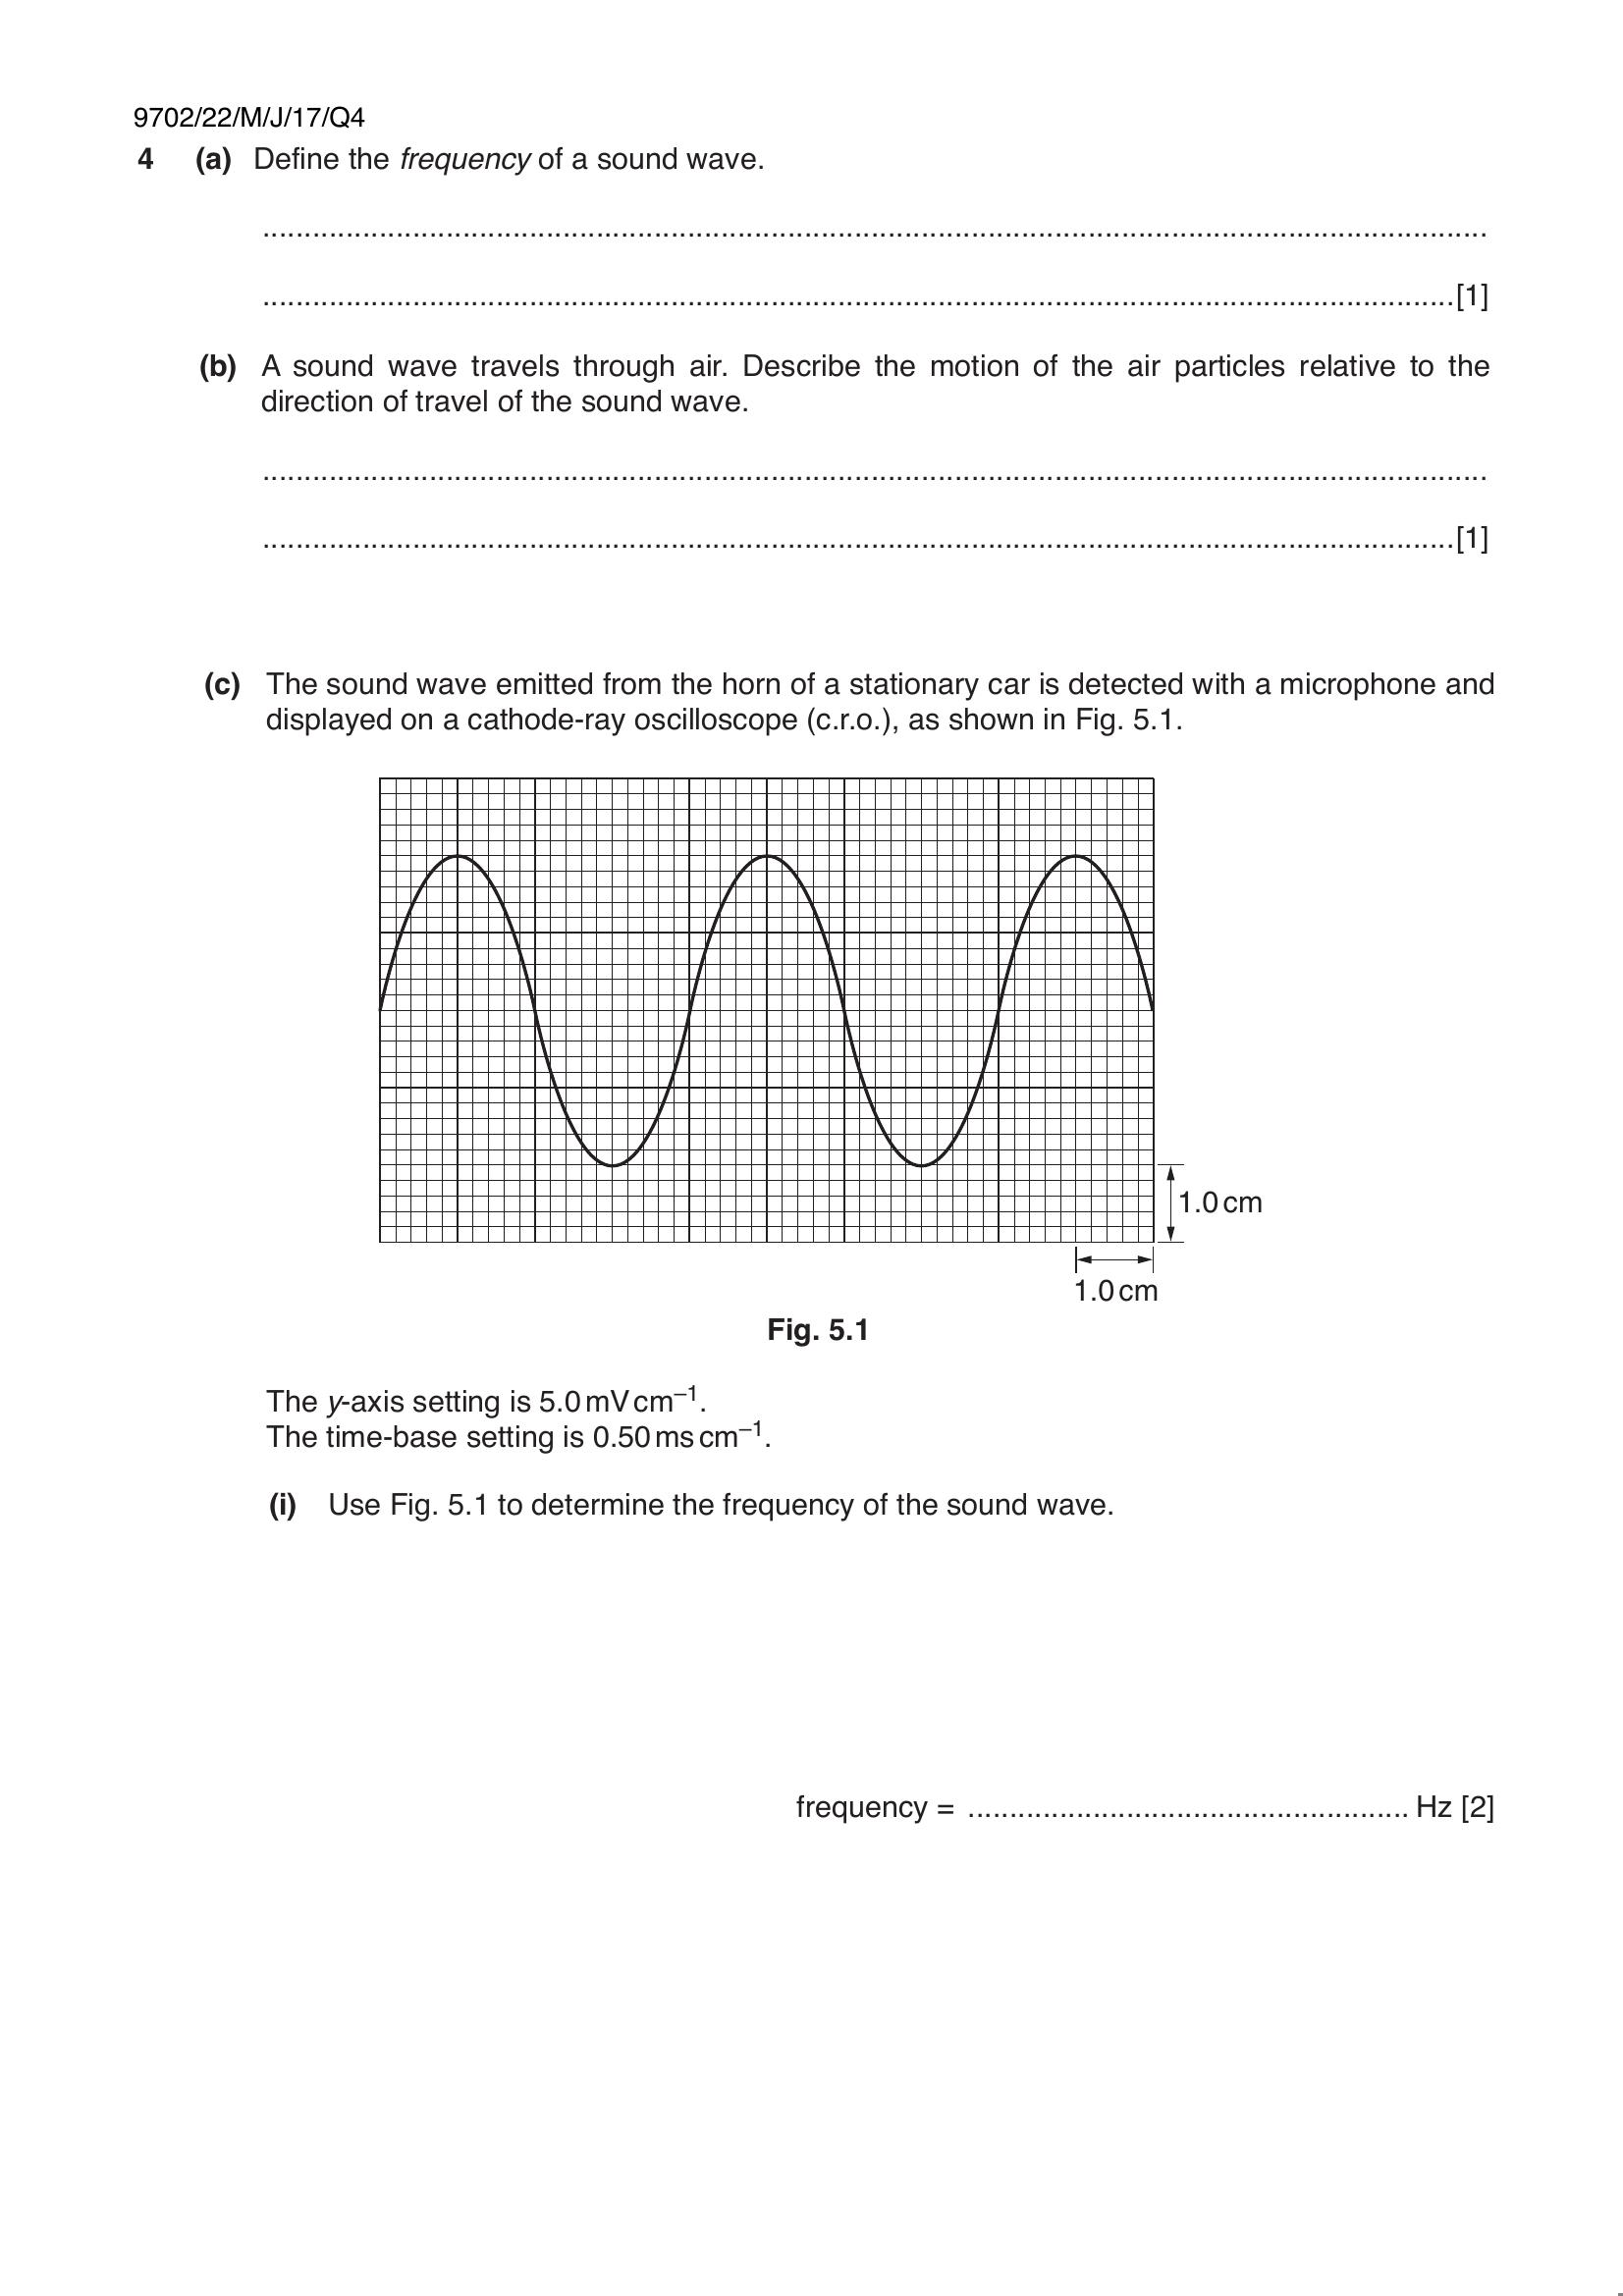 9702/22/M/J/17/Q4
4 (a) Define the frequency of a sound wave.
..........................................................................................................................................
......................................................................................................................................[1]
(b) A sound wave travels through air. Describe the motion of the air particles relative to the
direction of travel of the sound wave.
..........................................................................................................................................
......................................................................................................................................[1]
(c) The sound wave emitted from the horn of a stationary car is detected with a microphone and
displayed on a cathode-ray oscilloscope (c.r.o.), as shown in Fig. 5.1.
1.0 cm
1.0 cm
Fig. 5.1
The y-axis setting is 5.0 mV cm⁻¹.
The time-base setting is 0.50 ms cm⁻¹.
(i) Use Fig. 5.1 to determine the frequency of the sound wave.
frequency = ..................................................... Hz [2]